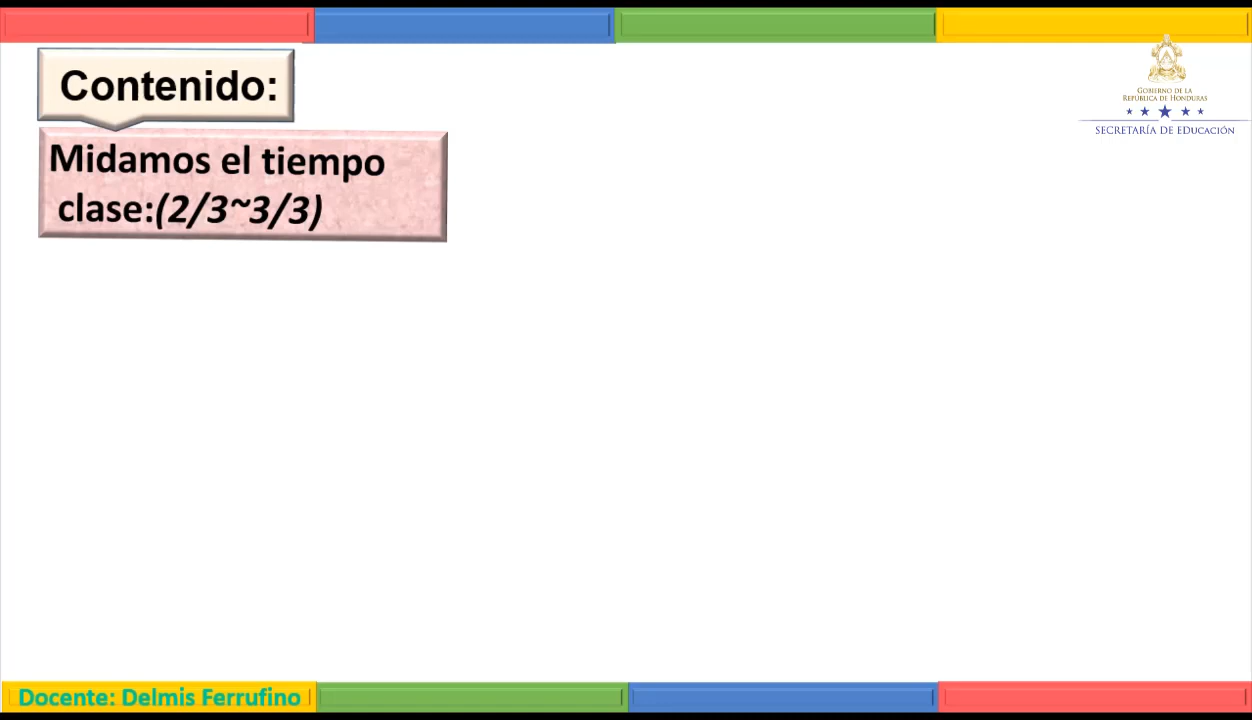 Contenido:
Midamos el tiempo
clase:(2/3~3/3)
GOBIERNO DE LA
REPÚBLICA DE HONDURAS
SECRETARÍA DE EDUCACIÓN
Docente: Delmis Ferrufino